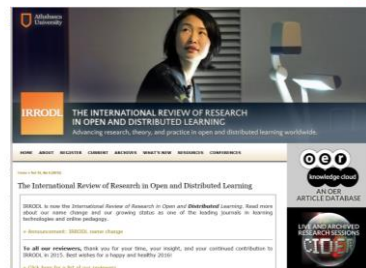 Athabasca
University
IRRODL
THE INTERNATIONAL REVIEW OF RESEARCH
IN OPEN AND DISTRIBUTED LEARNING
Advancing research, theory, and practice in open and distributed learning worldwide.
HOME ABOUT REGISTER CURRENT ARCHIVES WHAT'S NEW RESOURCES CONFERENCES
The International Review of Research in Open and Distributed Learning
IRRODL is now the International Review of Research in Open and Distributed Learning. Read more
about our name change and our growing status as one of the leading journals in learning
technologies and online pedagogy.
Announcement: IRRODL name change
To all our reviewers, thank you for your time, your insight, and your continued contribution to
IRRODL in 2015. Best wishes for a happy and healthy 2016!
oer
knowledge cloud
AN OER
ARTICLE DATABASE
LIVE AND ARCHIVED
RESEARCH SESSIONS
CIDER